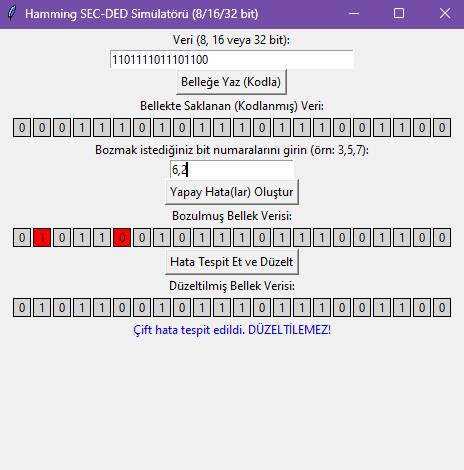 Hamming SEC-DED Simülatörü (8/16/32 bit)
Veri (8, 16 veya 32 bit):
1101111011101100
Belleğe Yaz (Kodla)
Bellekte Saklanan (Kodlanmış) Veri:
0 0 0 1 1 1 0 1 0 1 1 1 0 1 1 1 0 0 1 1 0 0
Bozmak istediğiniz bit numaralarını girin (örn: 3,5,7):
6,2
Yapay Hata(lar) Oluştur
Bozulmuş Bellek Verisi:
0 1 0 1 1 0 0 1 0 1 1 1 0 1 1 1 0 0 1 1 0 0
Hata Tespit Et ve Düzelt
Düzeltilmiş Bellek Verisi:
0 1 0 1 1 0 0 1 0 1 1 1 0 1 1 1 0 0 1 1 0 0
Çift hata tespit edildi. DÜZELTİLEMEZ!